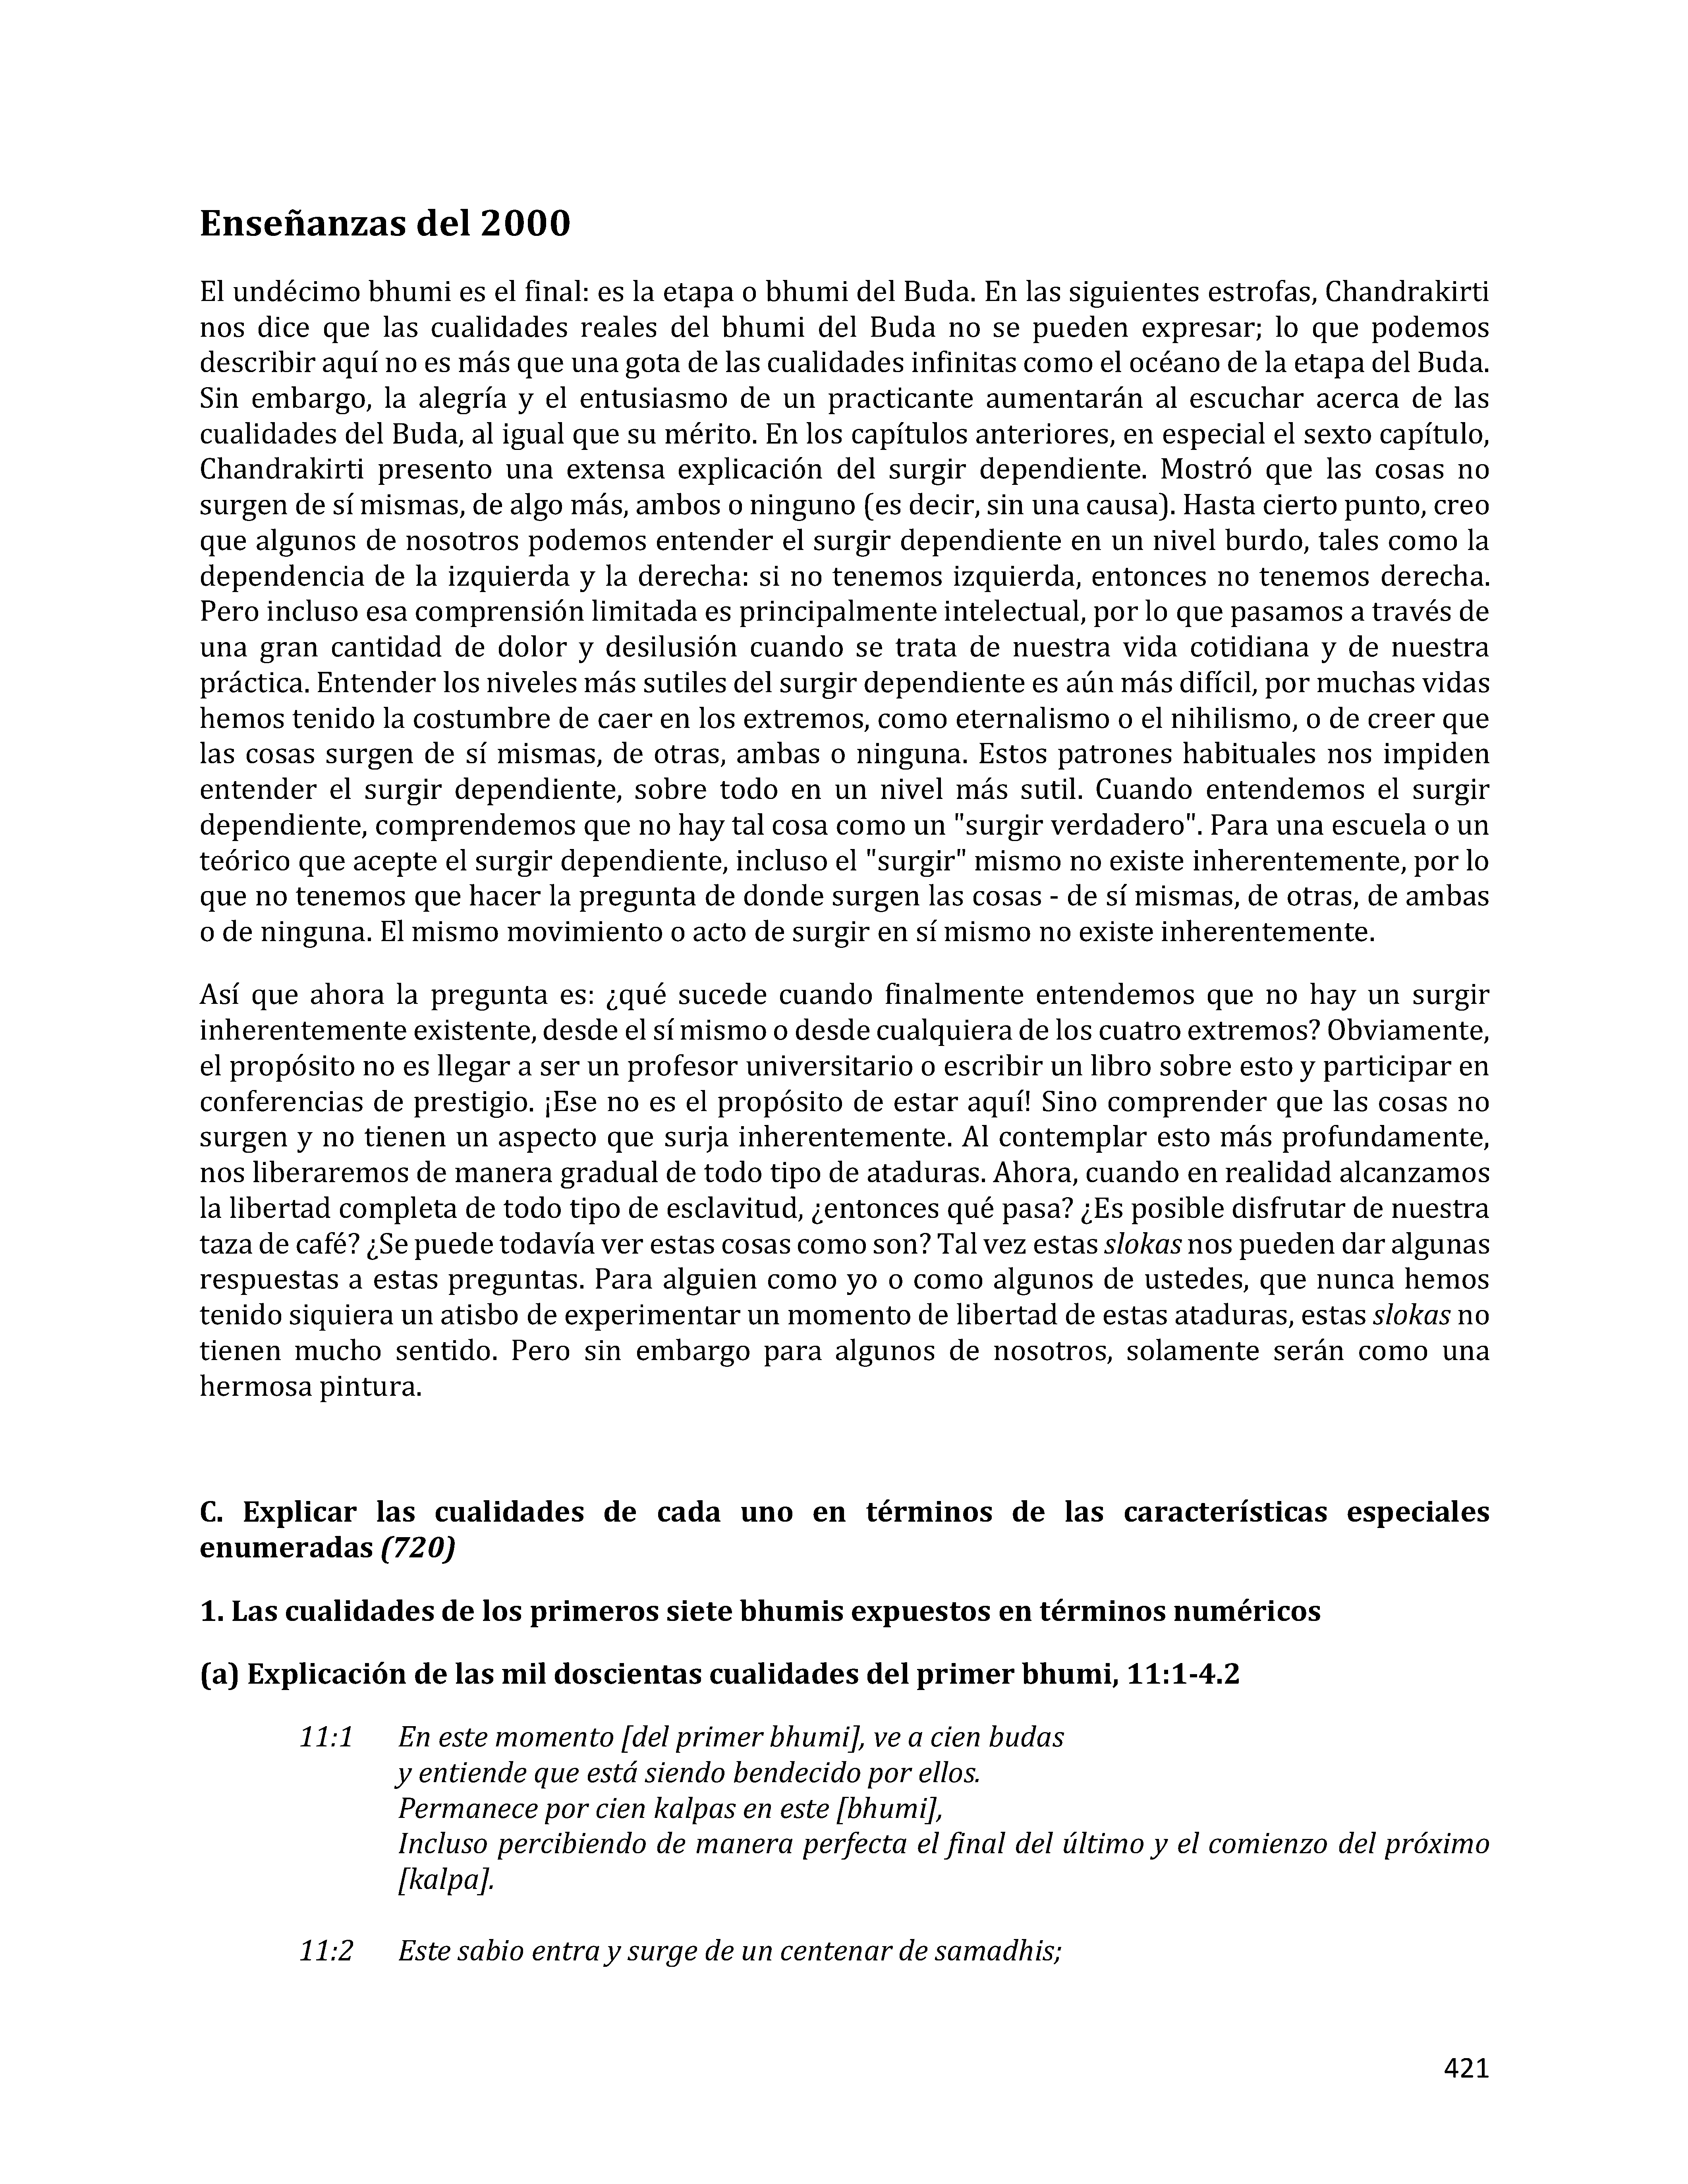 Enseñanzas del 2000
El undécimo bhumi es el final: es la etapa o bhumi del Buda. En las siguientes estrofas, Chandrakirti
nos dice que las cualidades reales del bhumi del Buda no se pueden expresar; lo que podemos
describir aquí no es más que una gota de las cualidades infinitas como el océano de la etapa del Buda.
Sin embargo, la alegría y el entusiasmo de un practicante aumentarán al escuchar acerca de las
cualidades del Buda, al igual que su mérito. En los capítulos anteriores, en especial el sexto capítulo,
Chandrakirti presento una extensa explicación del surgir dependiente. Mostró que las cosas no
surgen de sí mismas, de algo más, ambos o ninguno (es decir, sin una causa). Hasta cierto punto, creo
que algunos de nosotros podemos entender el surgir dependiente en un nivel burdo, tales como la
dependencia de la izquierda y la derecha: si no tenemos izquierda, entonces no tenemos derecha.
Pero incluso esa comprensión limitada es principalmente intelectual, por lo que pasamos a través de
una gran cantidad de dolor y desilusión cuando se trata de nuestra vida cotidiana y de nuestra
práctica. Entender los niveles más sutiles del surgir dependiente es aún más difícil, por muchas vidas
hemos tenido la costumbre de caer en los extremos, como eternalismo o el nihilismo, o de creer que
las cosas surgen de sí mismas, de otras, ambas o ninguna. Estos patrones habituales nos impiden
entender el surgir dependiente, sobre todo en un nivel más sutil. Cuando entendemos el surgir
dependiente, comprendemos que no hay tal cosa como un "surgir verdadero". Para una escuela o un
teórico que acepte el surgir dependiente, incluso el "surgir" mismo no existe inherentemente, por lo
que no tenemos que hacer la pregunta de donde surgen las cosas - de sí mismas, de otras, de ambas
o de ninguna. El mismo movimiento o acto de surgir en sí mismo no existe inherentemente.
Así que ahora la pregunta es: ¿qué sucede cuando finalmente entendemos que no hay un surgir
inherentemente existente, desde el sí mismo o desde cualquiera de los cuatro extremos? Obviamente,
el propósito no es llegar a ser un profesor universitario o escribir un libro sobre esto y participar en
conferencias de prestigio. ¡Ese no es el propósito de estar aquí! Sino comprender que las cosas no
surgen y no tienen un aspecto que surja inherentemente. Al contemplar esto más profundamente,
nos liberaremos de manera gradual de todo tipo de ataduras. Ahora, cuando en realidad alcanzamos
la libertad completa de todo tipo de esclavitud, ¿entonces qué pasa? ¿Es posible disfrutar de nuestra
taza de café? ¿Se puede todavía ver estas cosas como son? Tal vez estas slokas nos pueden dar algunas
respuestas a estas preguntas. Para alguien como yo o como algunos de ustedes, que nunca hemos
tenido siquiera un atisbo de experimentar un momento de libertad de estas ataduras, estas slokas no
tienen mucho sentido. Pero sin embargo para algunos de nosotros, solamente serán como una
hermosa pintura.
C. Explicar las cualidades de cada uno en términos de las características especiales
enumeradas (720)
1. Las cualidades de los primeros siete bhumis expuestos en términos numéricos
(a) Explicación de las mil doscientas cualidades del primer bhumi, 11:1-4.2
11:1 En este momento [del primer bhumi], ve a cien budas
y entiende que está siendo bendecido por ellos.
Permanece por cien kalpas en este [bhumi],
Incluso percibiendo de manera perfecta el final del último y el comienzo del próximo
[kalpa].
11:2 Este sabio entra y surge de un centenar de samadhis;
421